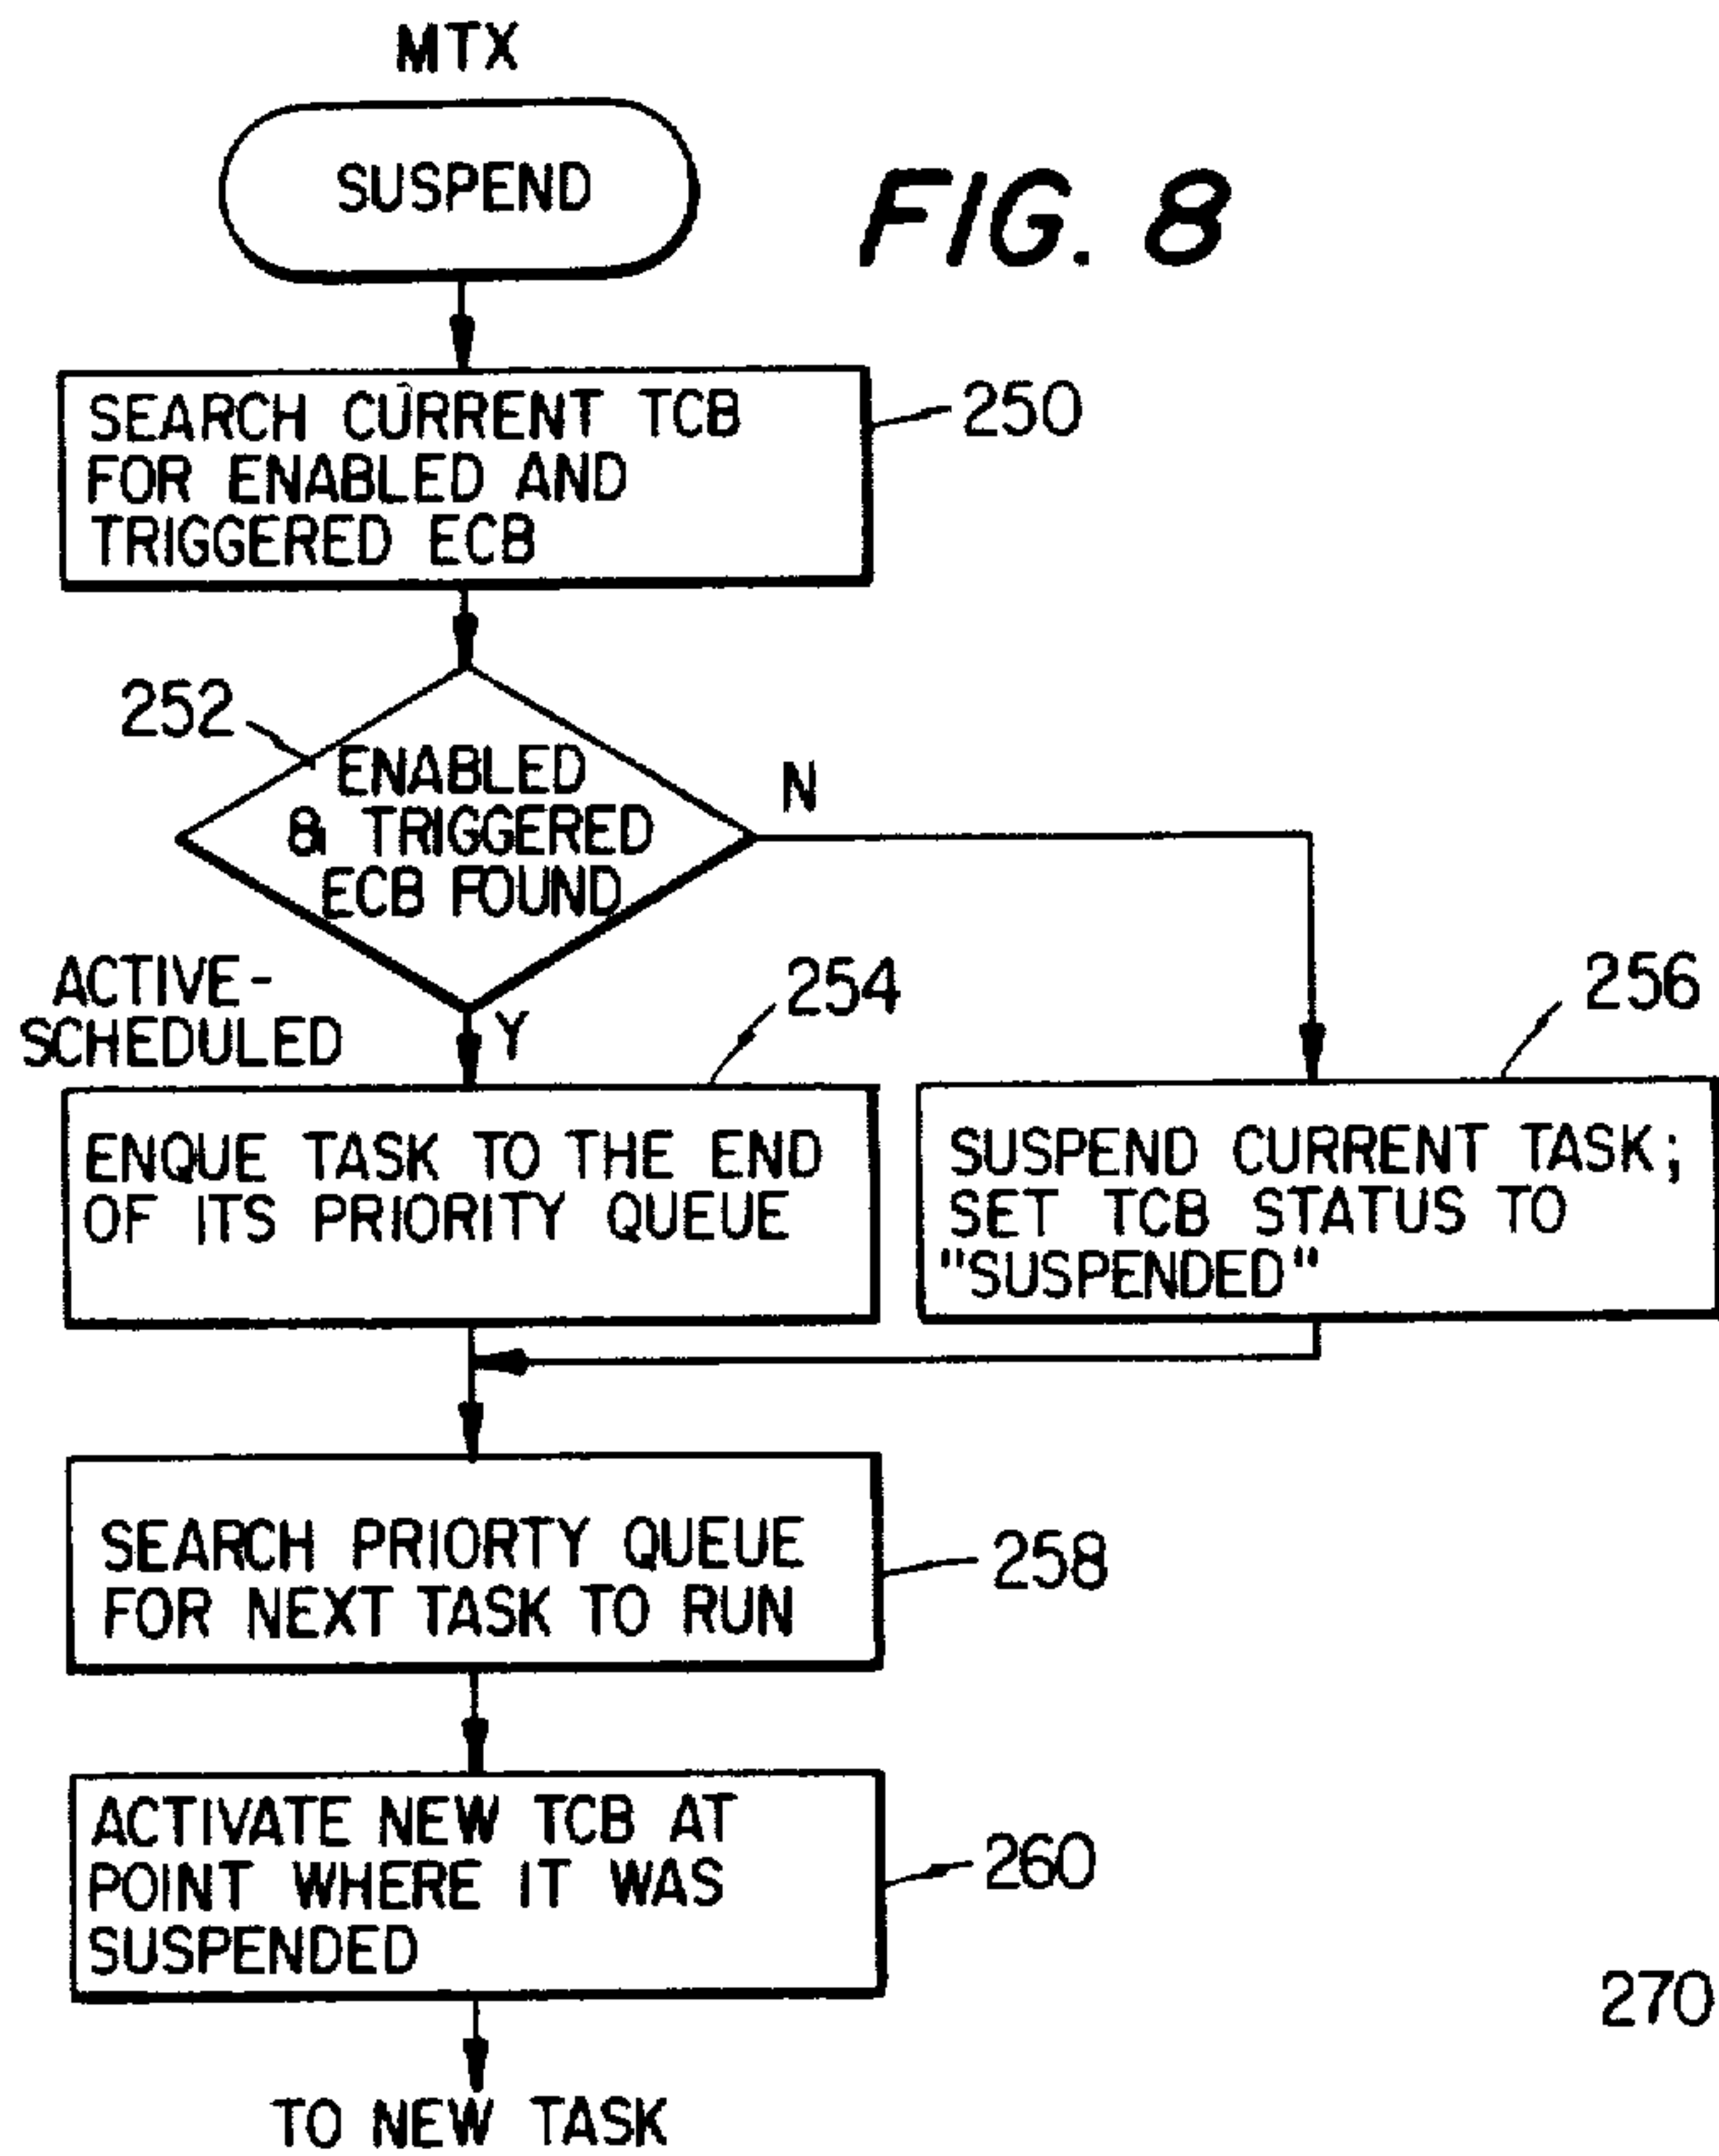 MTX
SUSPEND
FIG. 8
SEARCH CURRENT TCB
FOR ENABLED AND
TRIGGERED ECB
250
252
ENABLED
& TRIGGERED
ECB FOUND
N
ACTIVE-
SCHEDULED
Y
254
256
ENQUE TASK TO THE END
OF ITS PRIORITY QUEUE
SUSPEND CURRENT TASK;
SET TCB STATUS TO
"SUSPENDED"
SEARCH PRIORTY QUEUE
FOR NEXT TASK TO RUN
258
ACTIVATE NEW TCB AT
POINT WHERE IT WAS
SUSPENDED
260
270
TO NEW TASK